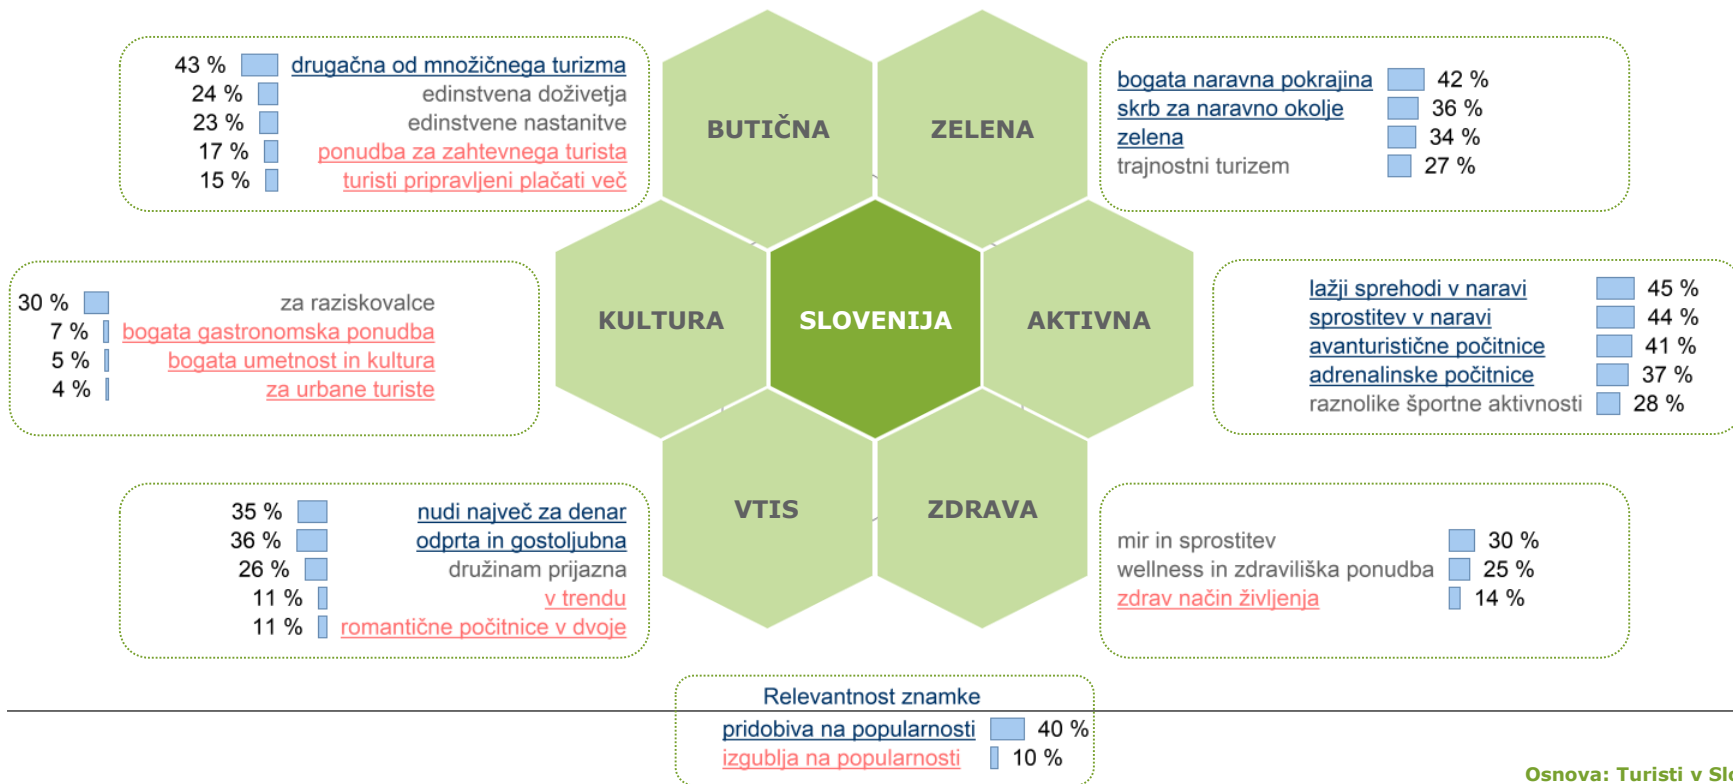 43 % drugačna od množičnega turizma
24 % edinstvena doživetja
23 % edinstvene nastanitve
17 % ponudba za zahtevnega turista
15 % turisti pripravljeni plačati več
BUTIČNA
ZELENA
bogata naravna pokrajina 42 %
skrb za naravno okolje 36 %
zelena 34 %
trajnostni turizem 27 %
30 % za raziskovalce
7 % bogata gastronomska ponudba
5 % bogata umetnost in kultura
4 % za urbane turiste
KULTURA
SLOVENIJA
AKTIVNA
lažji sprehodi v naravi 45 %
sprostitev v naravi 44 %
avanturistične počitnice 41 %
adrenalinske počitnice 37 %
raznolike športne aktivnosti 28 %
35 % nudi največ za denar
36 % odprta in gostoljubna
26 % družinam prijazna
11 % v trendu
11 % romantične počitnice v dvoje
VTIS
ZDRAVA
mir in sprostitev 30 %
wellness in zdraviliška ponudba 25 %
zdrav način življenja 14 %
Relevantnost znamke
pridobiva na popularnosti 40 %
izgublja na popularnosti 10 %
Osnova: Turisti v Slo